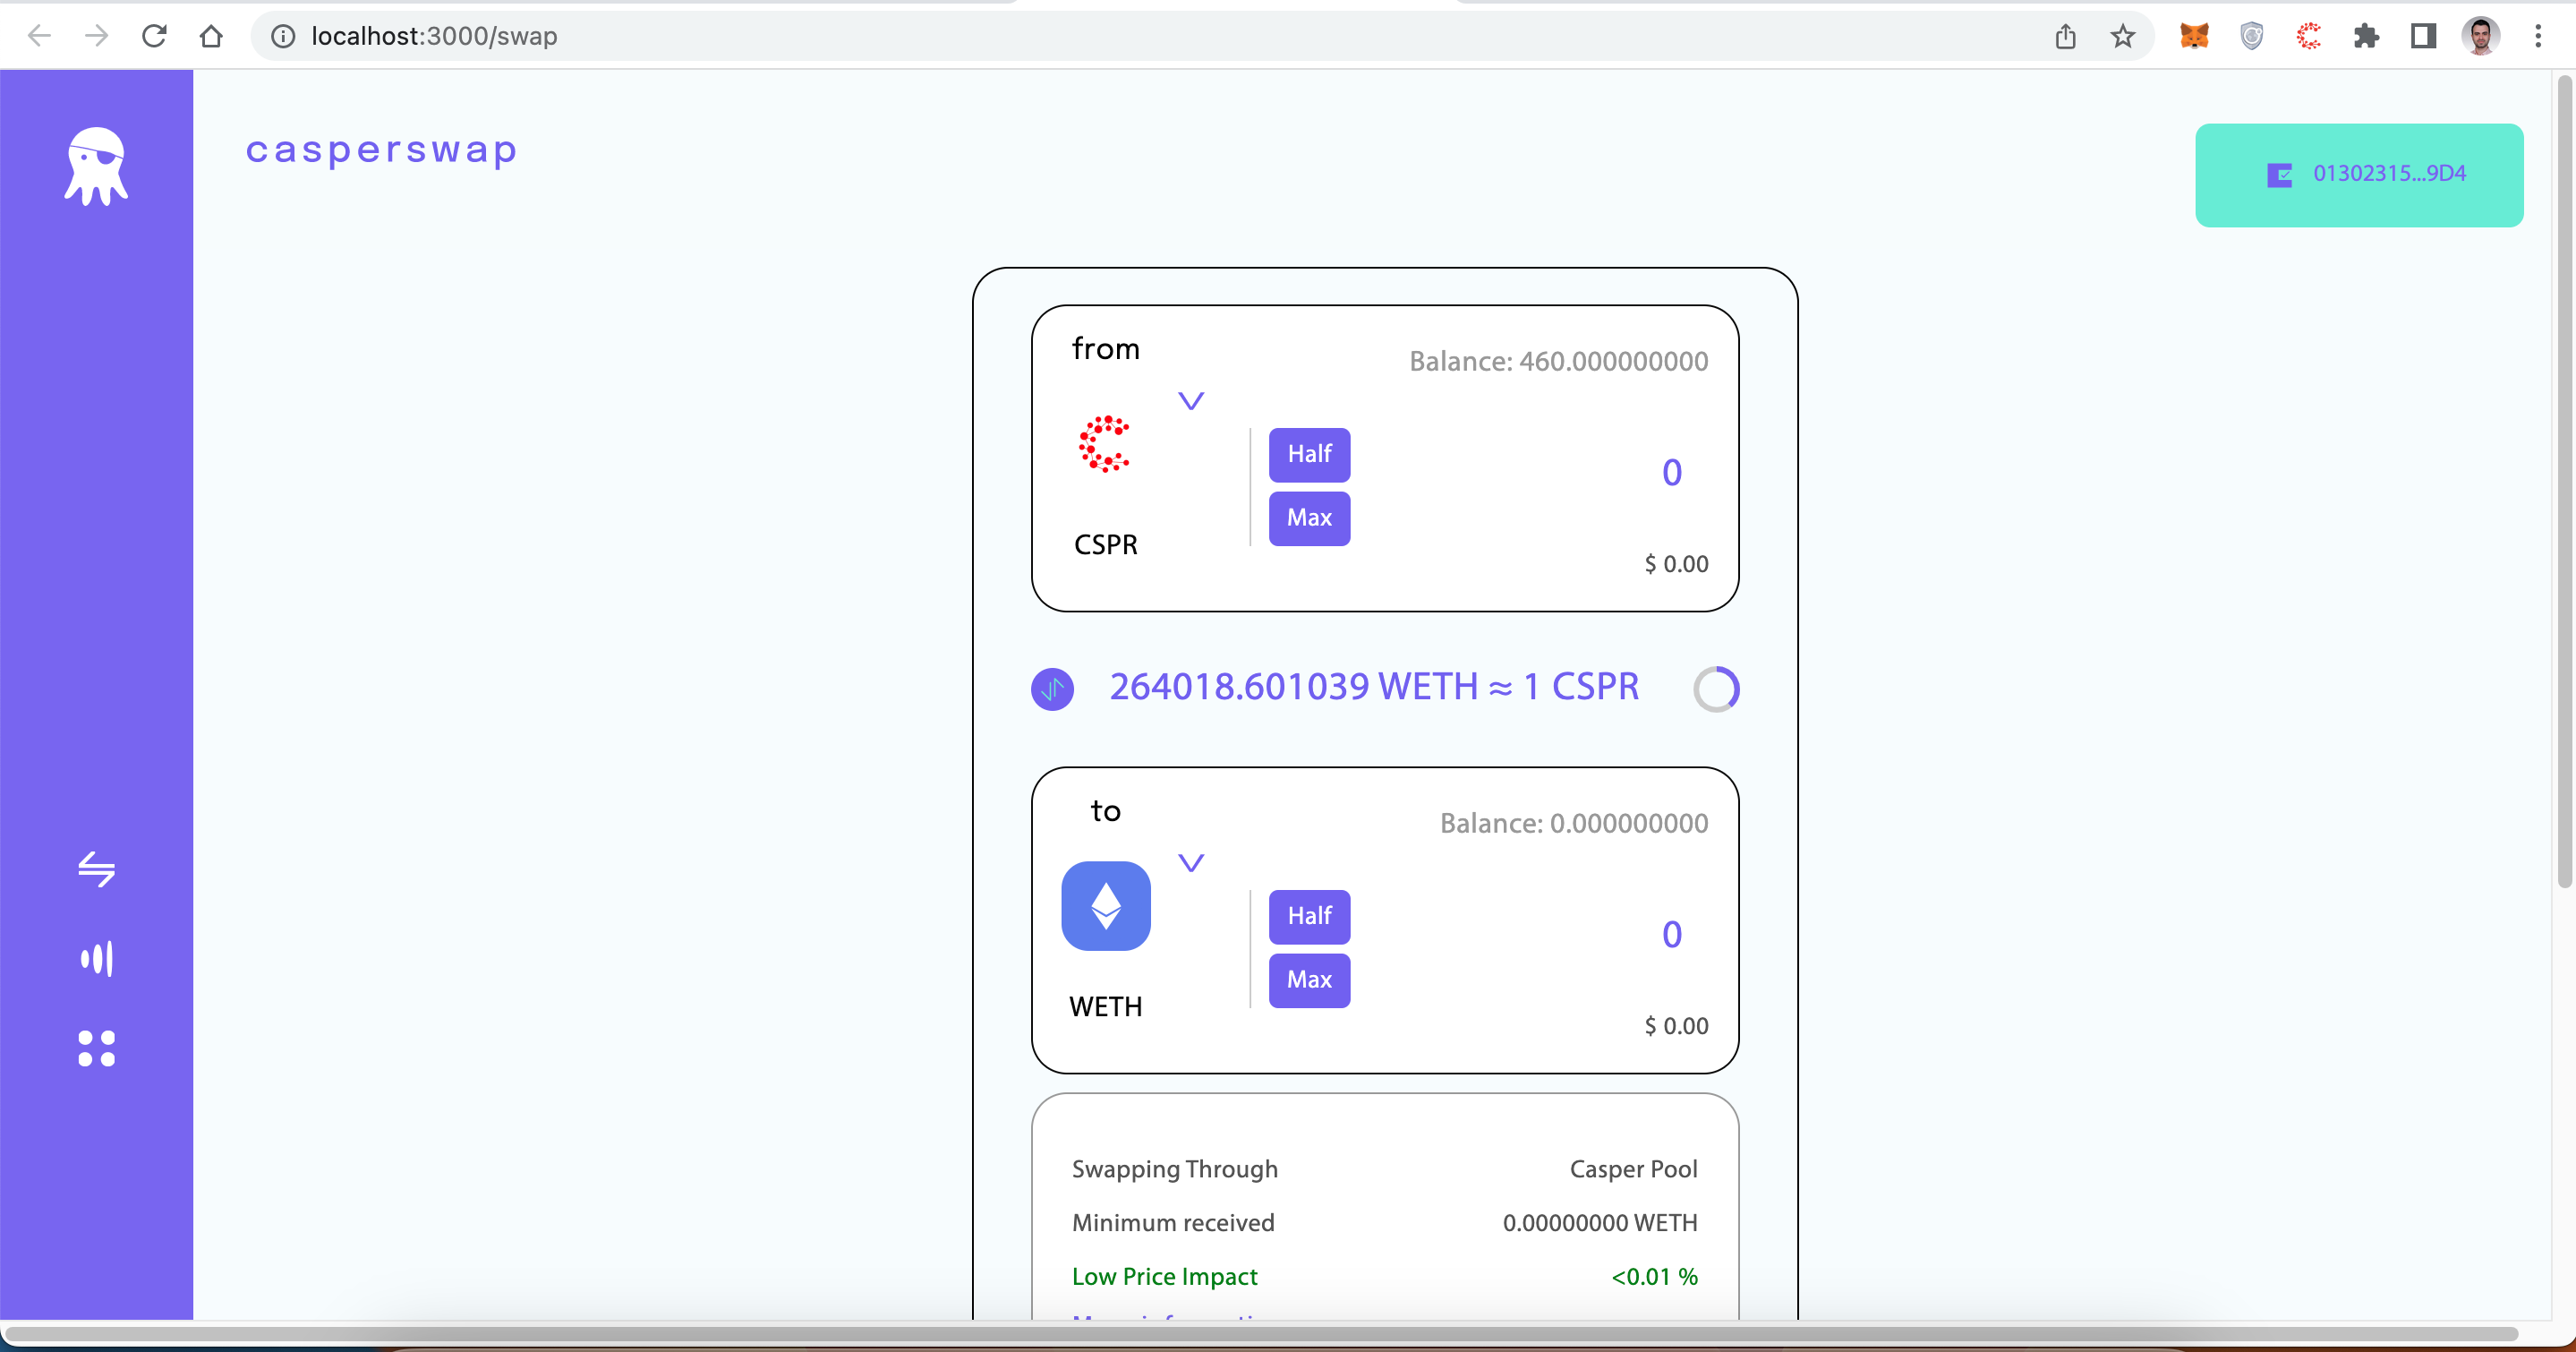 localhost:3000/swap
casperswap
01302315...9D4
from
Balance: 460.000000000
Half
0
Max
CSPR
$ 0.00
264018.601039 WETH ≈ 1 CSPR
to
Balance: 0.000000000
Half
0
Max
WETH
$ 0.00
Swapping Through Casper Pool
Minimum received 0.00000000 WETH
Low Price Impact <0.01 %